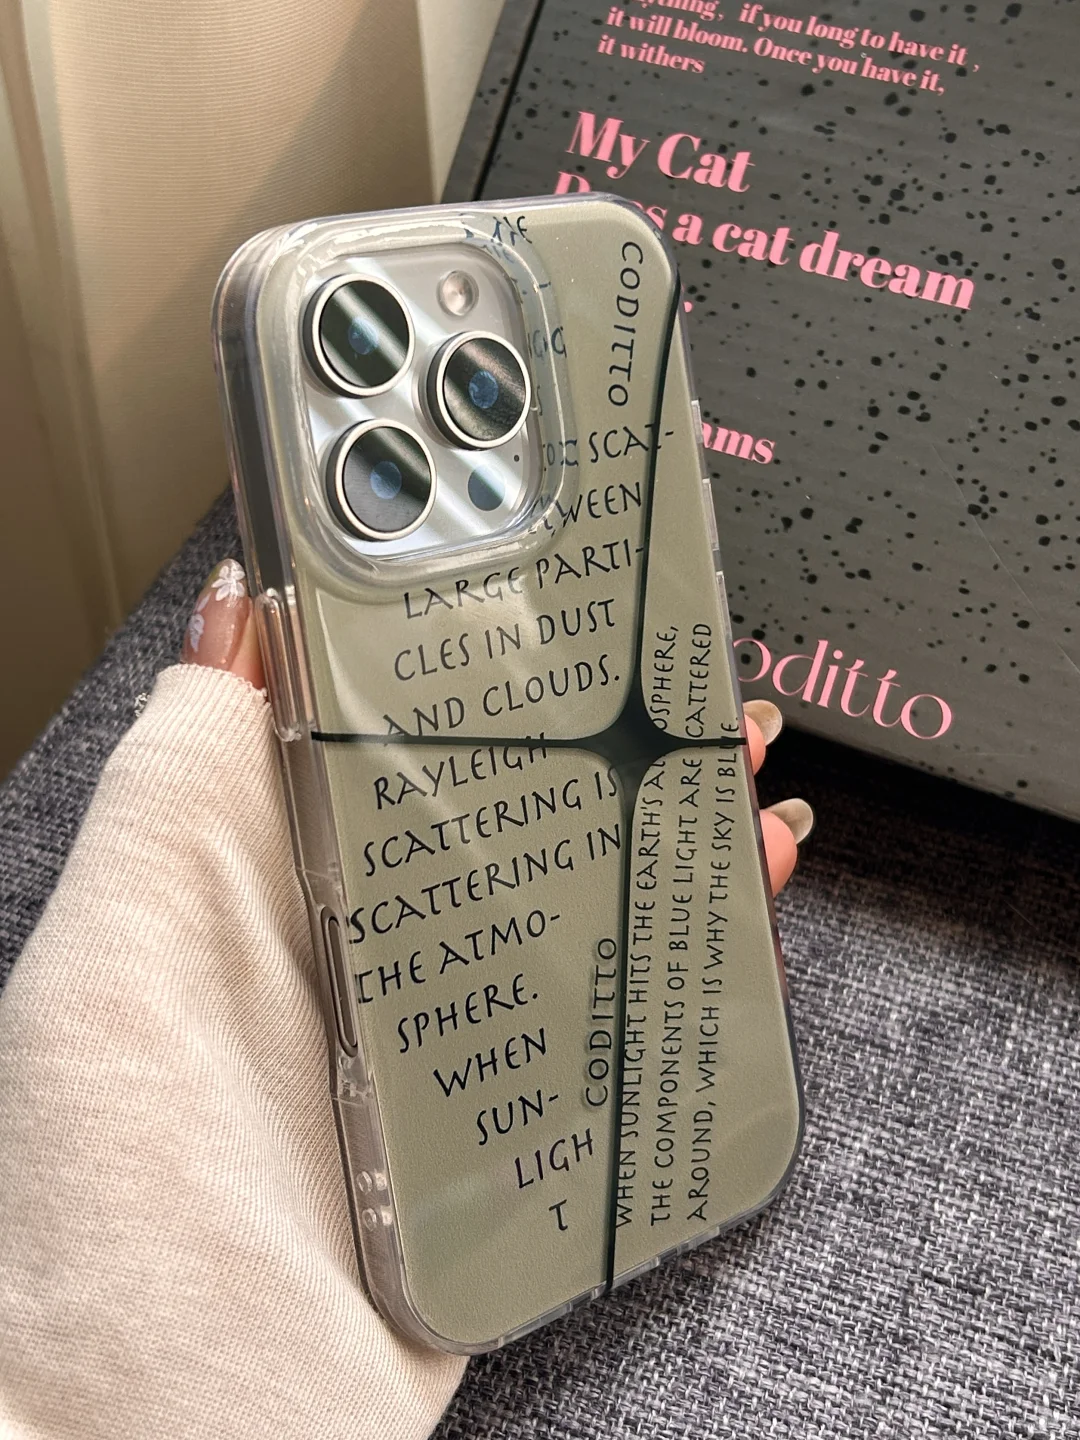 if you long to have it ,
it will bloom. Once you have it,
it withers
My Cat
a cat dream
oditto
CODITTO
SCAT-
LARGE PARTI-
CLES IN DUST
AND CLOUDS.
RAYLEIGH
SCATTERING IS
SCATTERING IN
THE ATMO-
SPHERE.
WHEN
SUN-
LIGH
T
CODITTO
WHEN SUNLIGHT HITS THE EARTH'S ATMOSPHERE,
THE COMPONENTS OF BLUE LIGHT ARE SCATTERED
AROUND, WHICH IS WHY THE SKY IS BLUE.